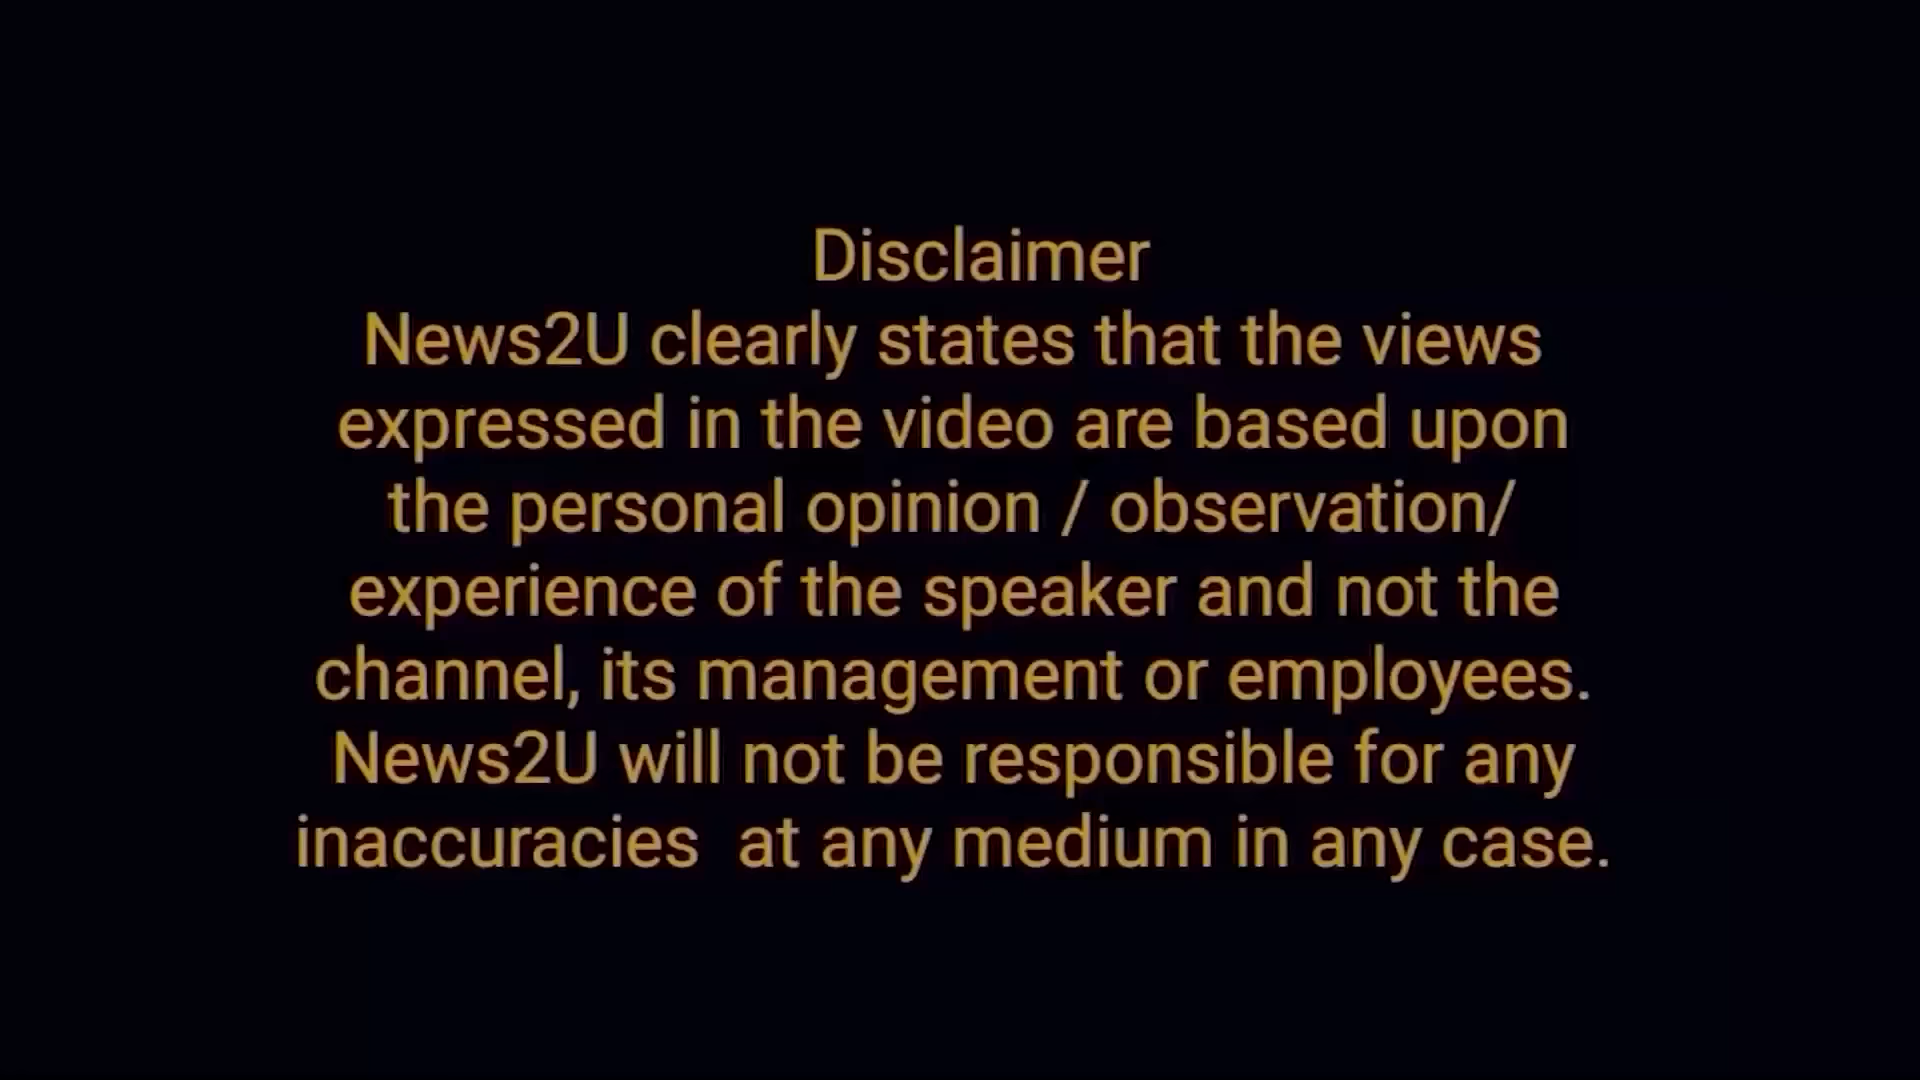 Disclaimer
News2U clearly states that the views
expressed in the video are based upon
the personal opinion / observation/
experience of the speaker and not the
channel, its management or employees.
News2U will not be responsible for any
inaccuracies  at any medium in any case.